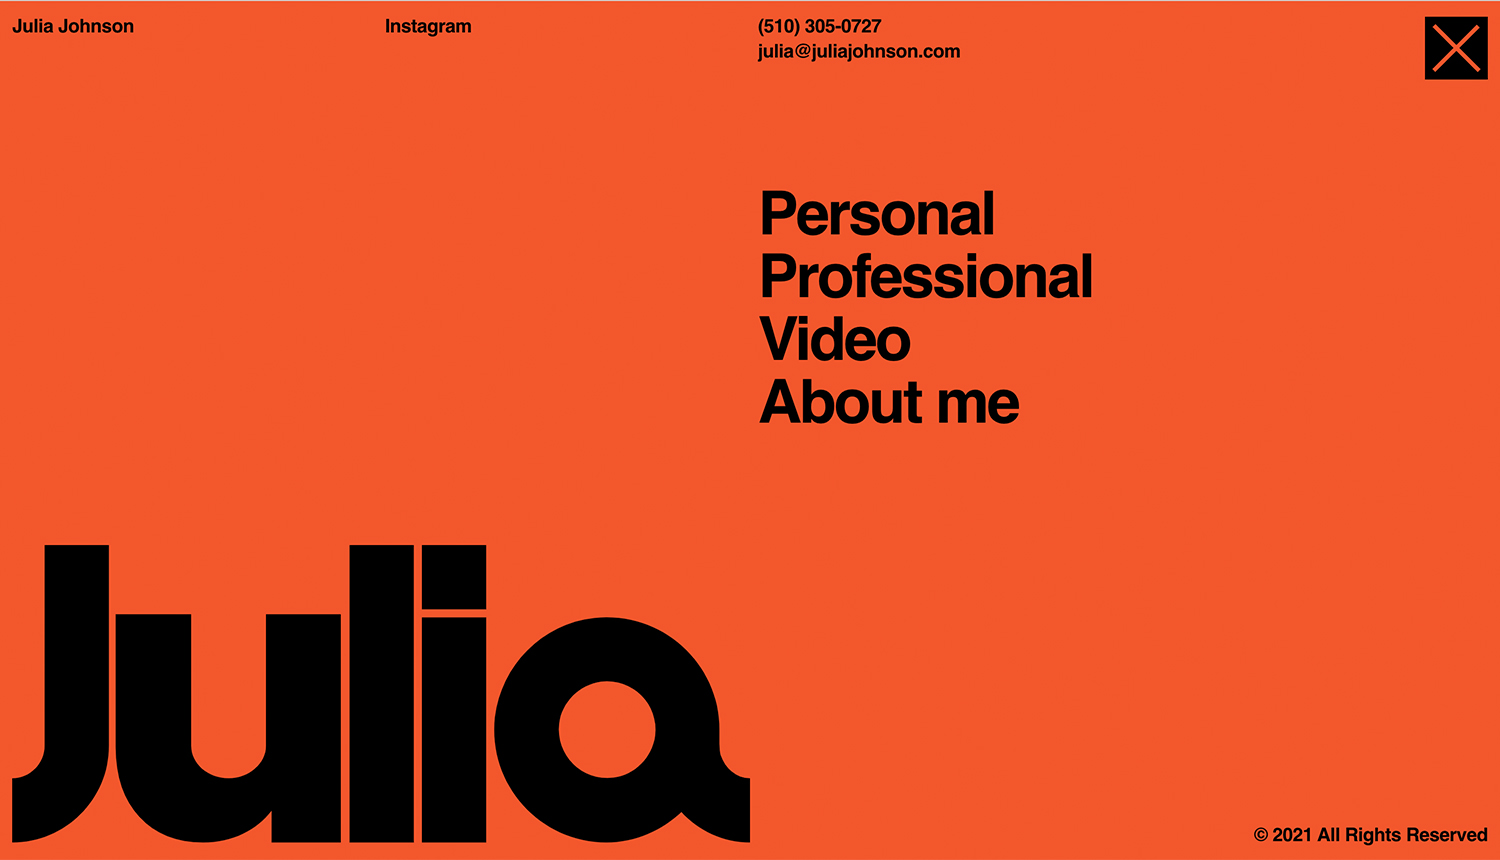 Julia Johnson
Instagram
(510) 305-0727
julia@juliajohnson.com
Personal
Professional
Video
About me
Julia
© 2021 All Rights Reserved